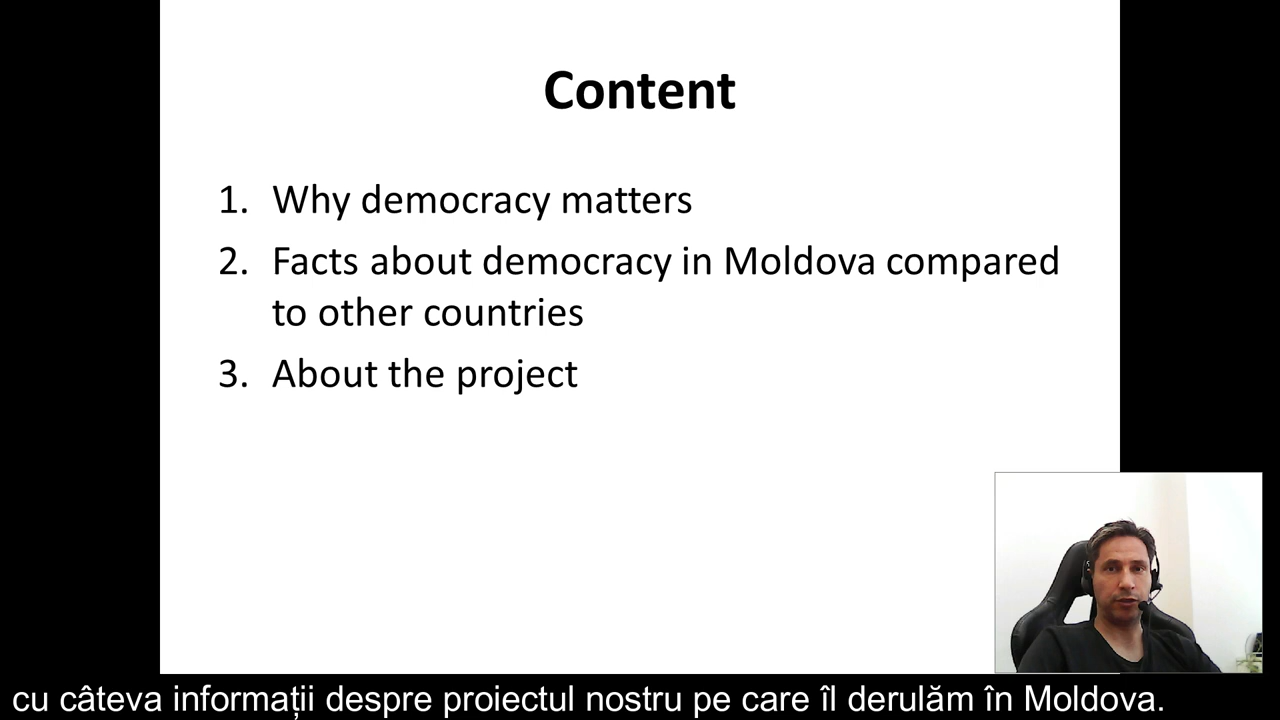 Content
1. Why democracy matters
2. Facts about democracy in Moldova compared
to other countries
3. About the project
cu câteva informații despre proiectul nostru pe care îl derulăm în Moldova.